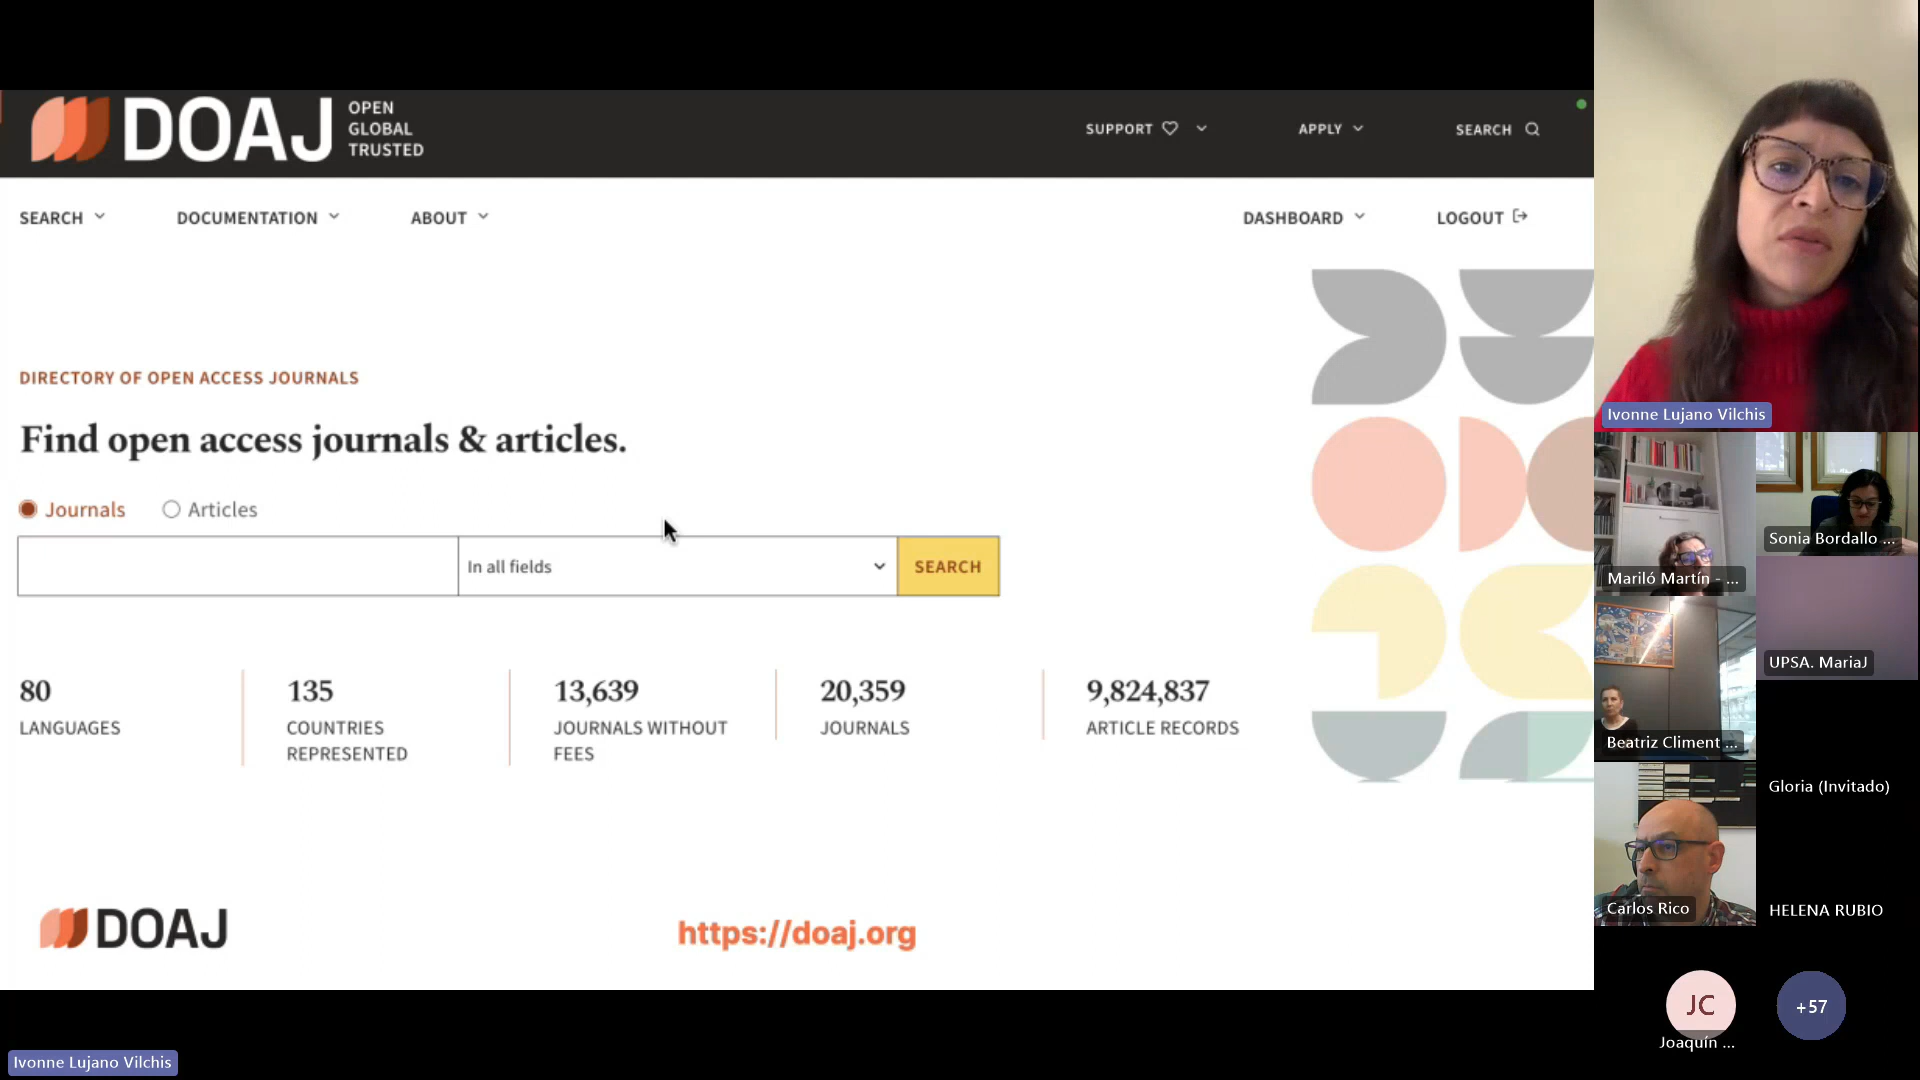 DOAJ
OPEN
GLOBAL
TRUSTED
SUPPORT
APPLY
SEARCH
SEARCH
DOCUMENTATION
ABOUT
DASHBOARD
LOGOUT
DIRECTORY OF OPEN ACCESS JOURNALS
Find open access journals & articles.
Journals
Articles
In all fields
SEARCH
80
LANGUAGES
135
COUNTRIES
REPRESENTED
13,639
JOURNALS WITHOUT
FEES
20,359
JOURNALS
9,824,837
ARTICLE RECORDS
DOAJ
https://doaj.org
Ivonne Lujano Vilchis
Ivonne Lujano Vilchis
Mariló Martín - ...
Sonia Bordallo ...
UPSA. MariaJ
Beatriz Climent ...
Gloria (Invitado)
Carlos Rico
HELENA RUBIO
JC
Joaquín ...
+57